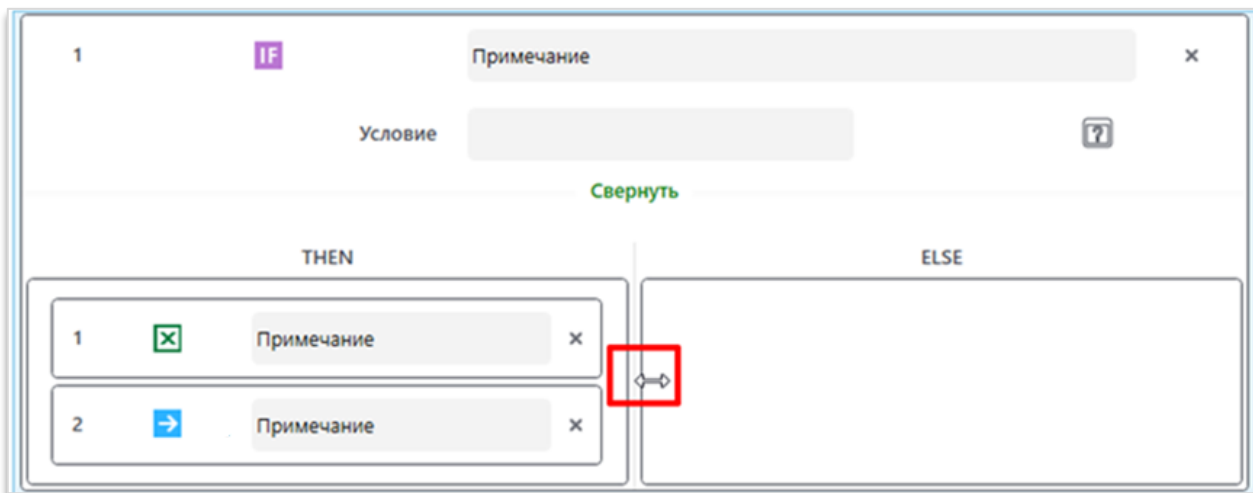 1 IF Примечание ×
Условие ?
Свернуть
THEN ELSE
1 Примечание ×
2 Примечание ×